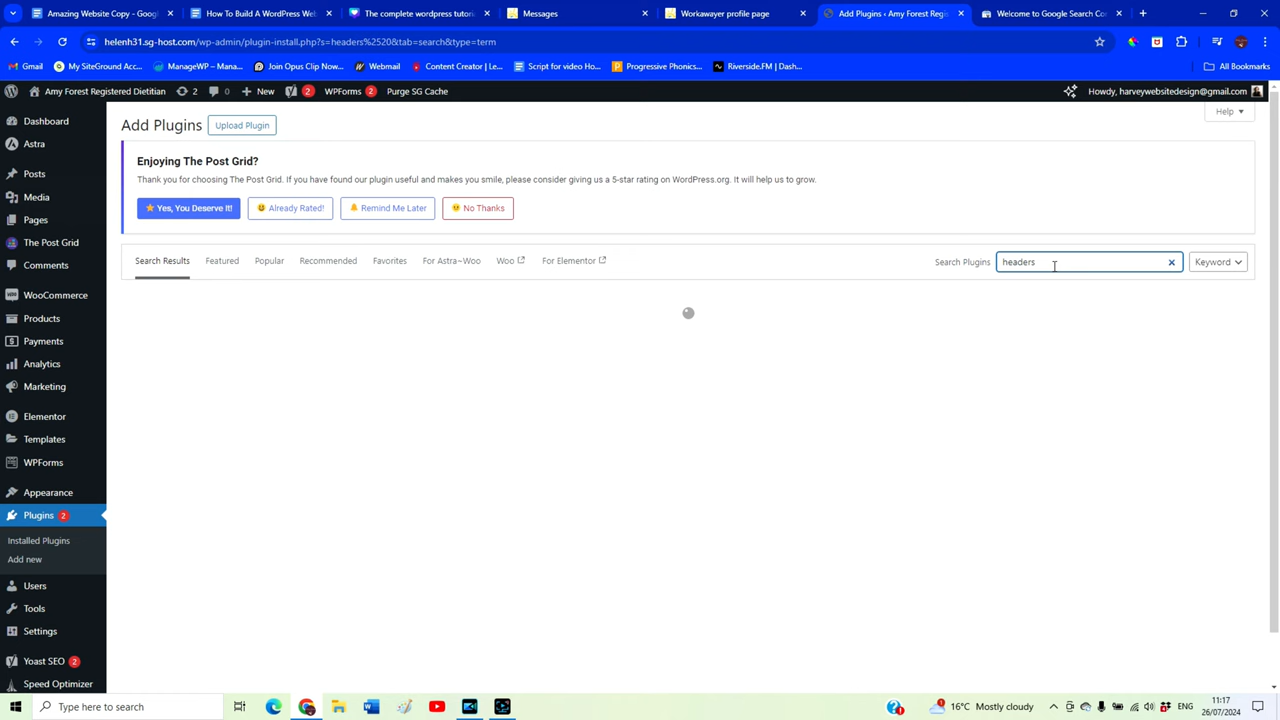 Amazing Website Copy - Googl
How To Build A WordPress Web
The complete wordpress tutori
Messages
Workawayer profile page
Add Plugins ‹ Amy Forest Regi
Welcome to Google Search Co
helenh31.sg-host.com/wp-admin/plugin-install.php?s=headers%2520&tab=search&type=term
Gmail
My SiteGround Acc...
ManageWP – Mana...
Join Opus Clip Now...
Webmail
Content Creator | Le...
Script for video Ho...
Progressive Phonics...
Riverside.FM | Dash...
All Bookmarks
Amy Forest Registered Dietitian
2
0
New
2
WPForms 2
Purge SG Cache
Howdy, harveywebsitedesign@gmail.com
Dashboard
Astra
Posts
Media
Pages
The Post Grid
Comments
WooCommerce
Products
Payments
Analytics
Marketing
Elementor
Templates
WPForms
Appearance
Plugins 2
Installed Plugins
Add new
Users
Tools
Settings
Yoast SEO 2
Speed Optimizer
Help
Add Plugins
Upload Plugin
Enjoying The Post Grid?
Thank you for choosing The Post Grid. If you have found our plugin useful and makes you smile, please consider giving us a 5-star rating on WordPress.org. It will help us to grow.
Yes, You Deserve It!
Already Rated!
Remind Me Later
No Thanks
Search Results
Featured
Popular
Recommended
Favorites
For Astra–Woo
Woo
For Elementor
Search Plugins
headers
Keyword
Type here to search
16°C Mostly cloudy
ENG
11:17
26/07/2024